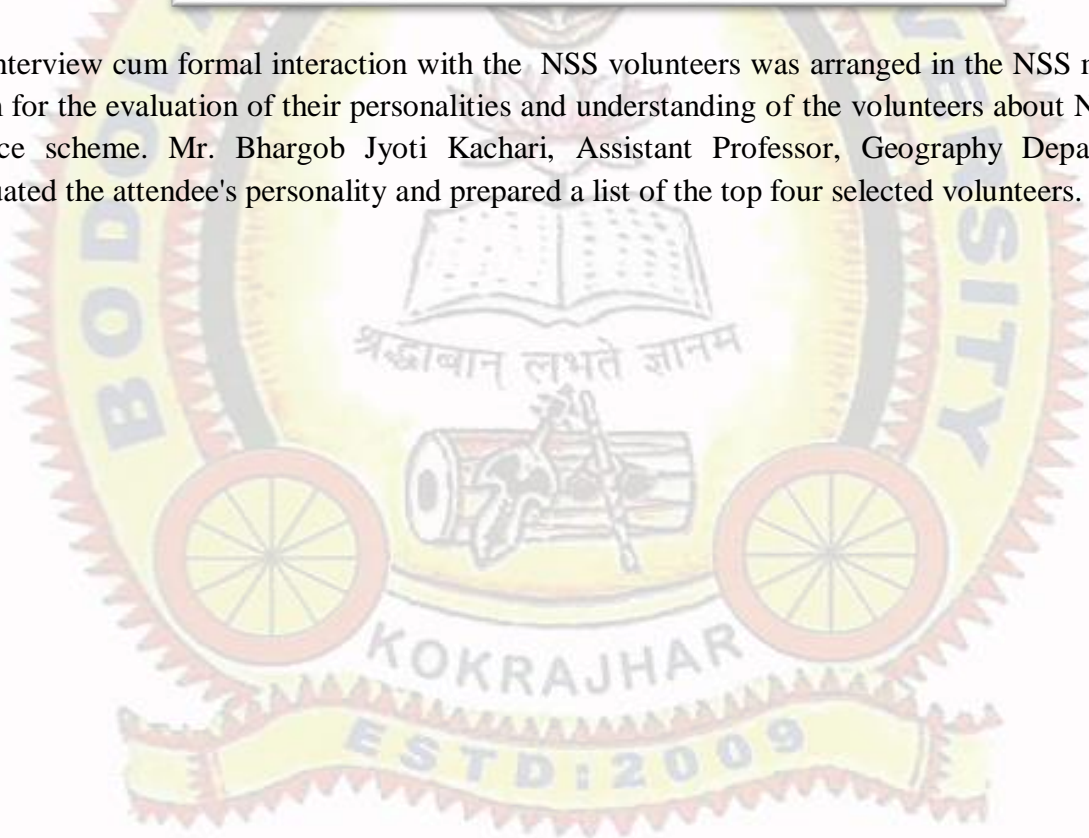 nterview cum formal interaction with the NSS volunteers was arranged in the NSS
for the evaluation of their personalities and understanding of the volunteers about
ce scheme. Mr. Bhargob Jyoti Kachari, Assistant Professor, Geography Depa
uated the attendee's personality and prepared a list of the top four selected volunteers.
BODOL
VERSITY
श्रद्धाबान लभते ज्ञानम
KOKRAJHAR
ESTD:2009